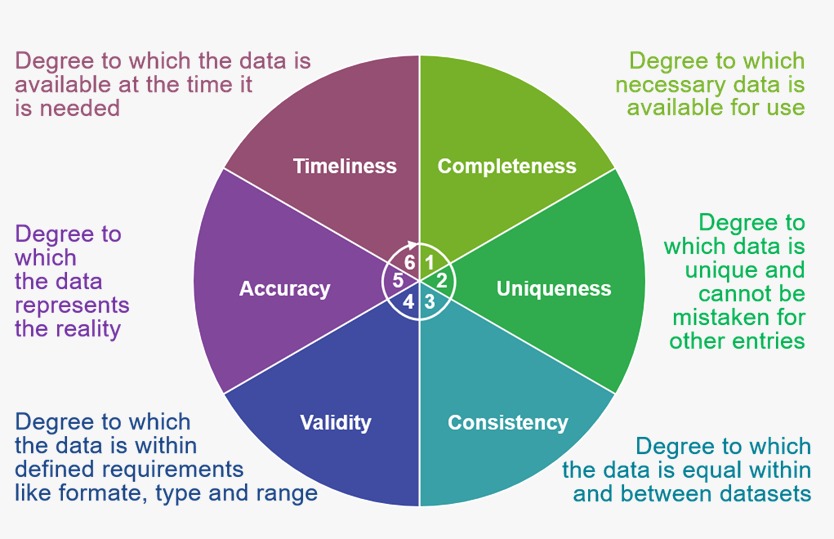 Degree to which the data is
available at the time it
is needed
Degree to which
necessary data is
available for use
Timeliness
Completeness
Degree to
which
the data
represents
the reality
Accuracy
Uniqueness
Degree to
which data is
unique and
cannot be
mistaken for
other entries
6 1
5 2
4 3
Validity
Consistency
Degree to which
the data is within
defined requirements
like formate, type and range
Degree to which
the data is equal within
and between datasets